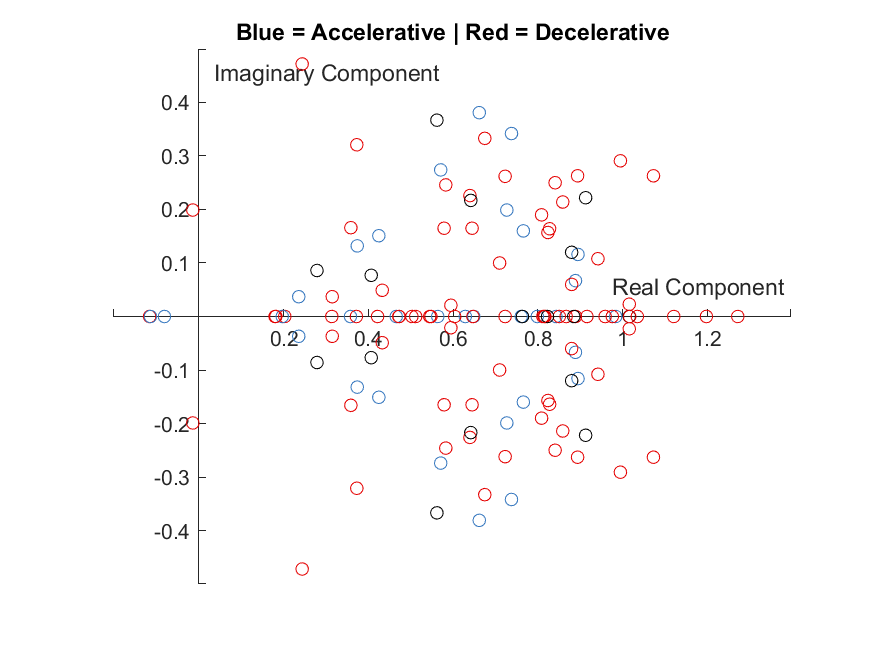 Blue = Accelerative | Red = Decelerative
Imaginary Component
0.4
0.3
0.2
0.1
Real Component
0.2 0.4 0.6 0.8 1 1.2
-0.1
-0.2
-0.3
-0.4